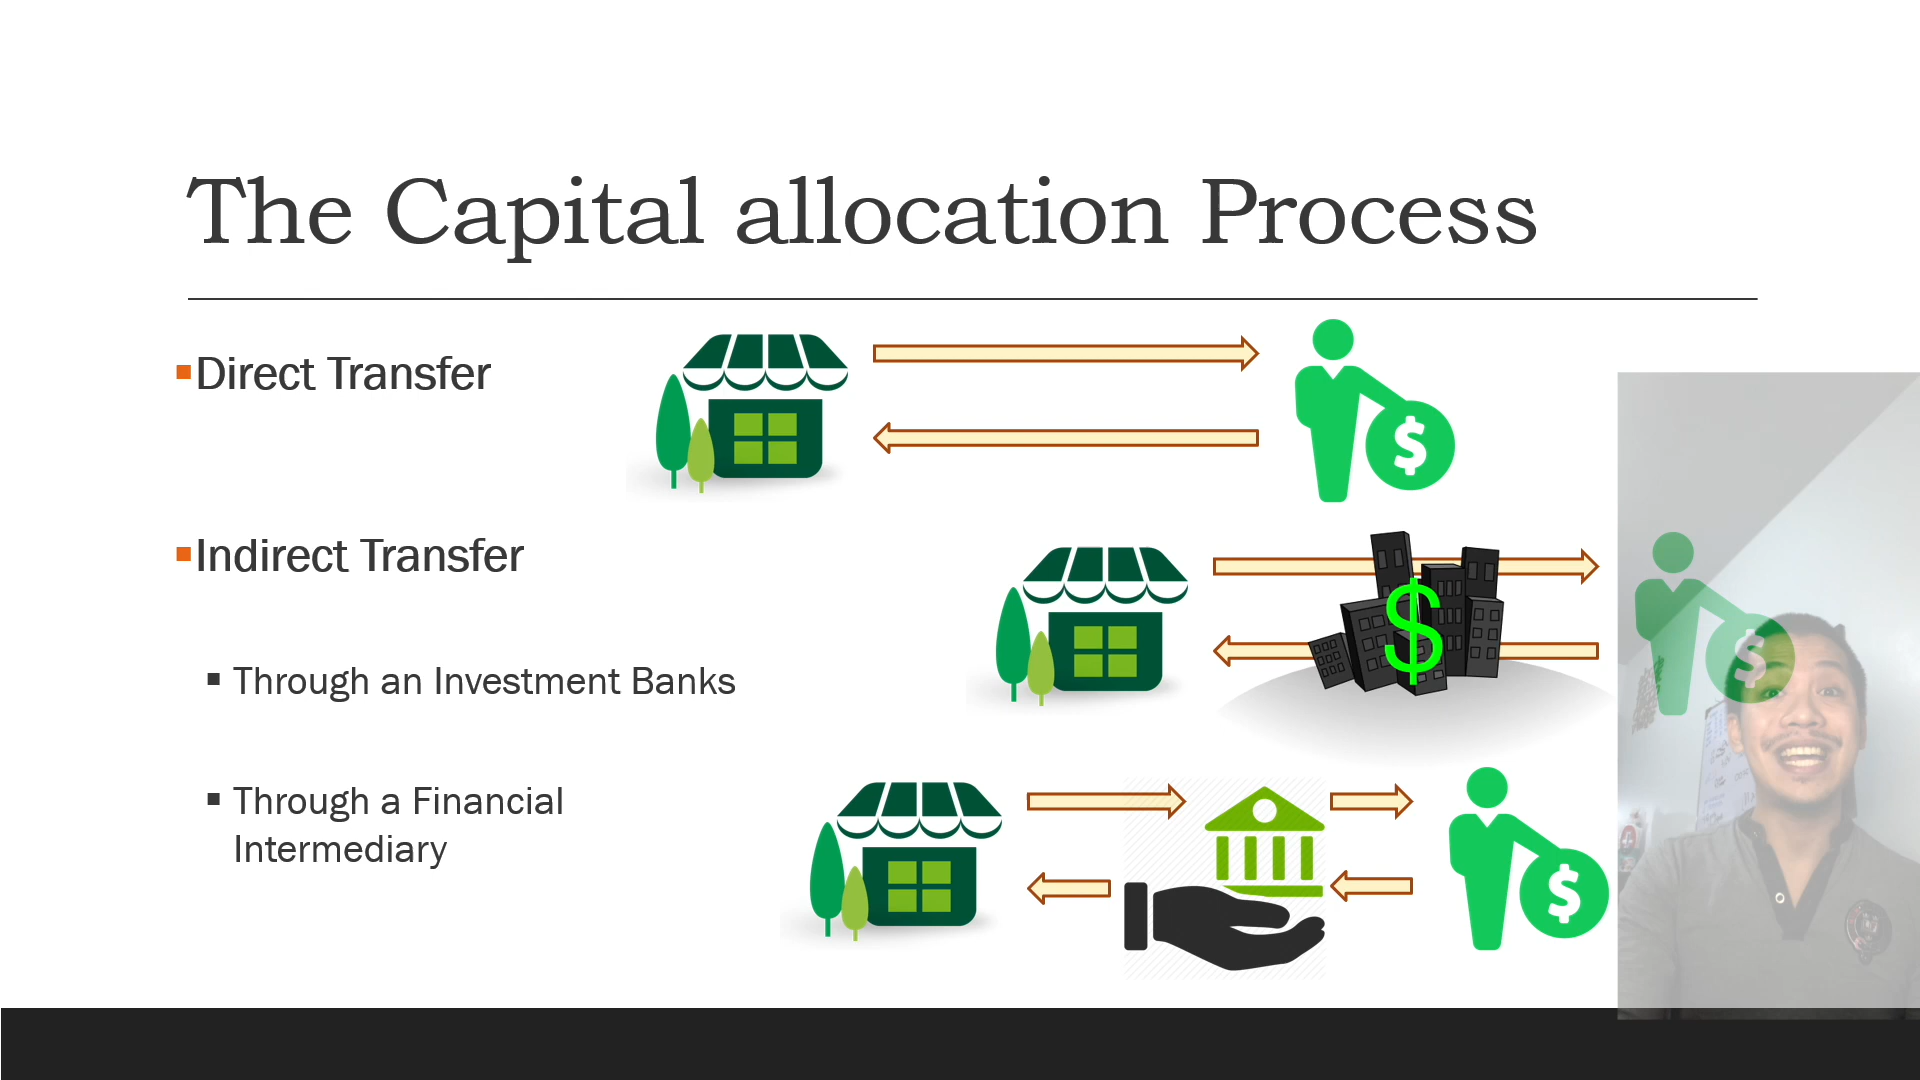 The Capital allocation Process
Direct Transfer
$
Indirect Transfer
$
$
Through an Investment Banks
Through a Financial
Intermediary
$